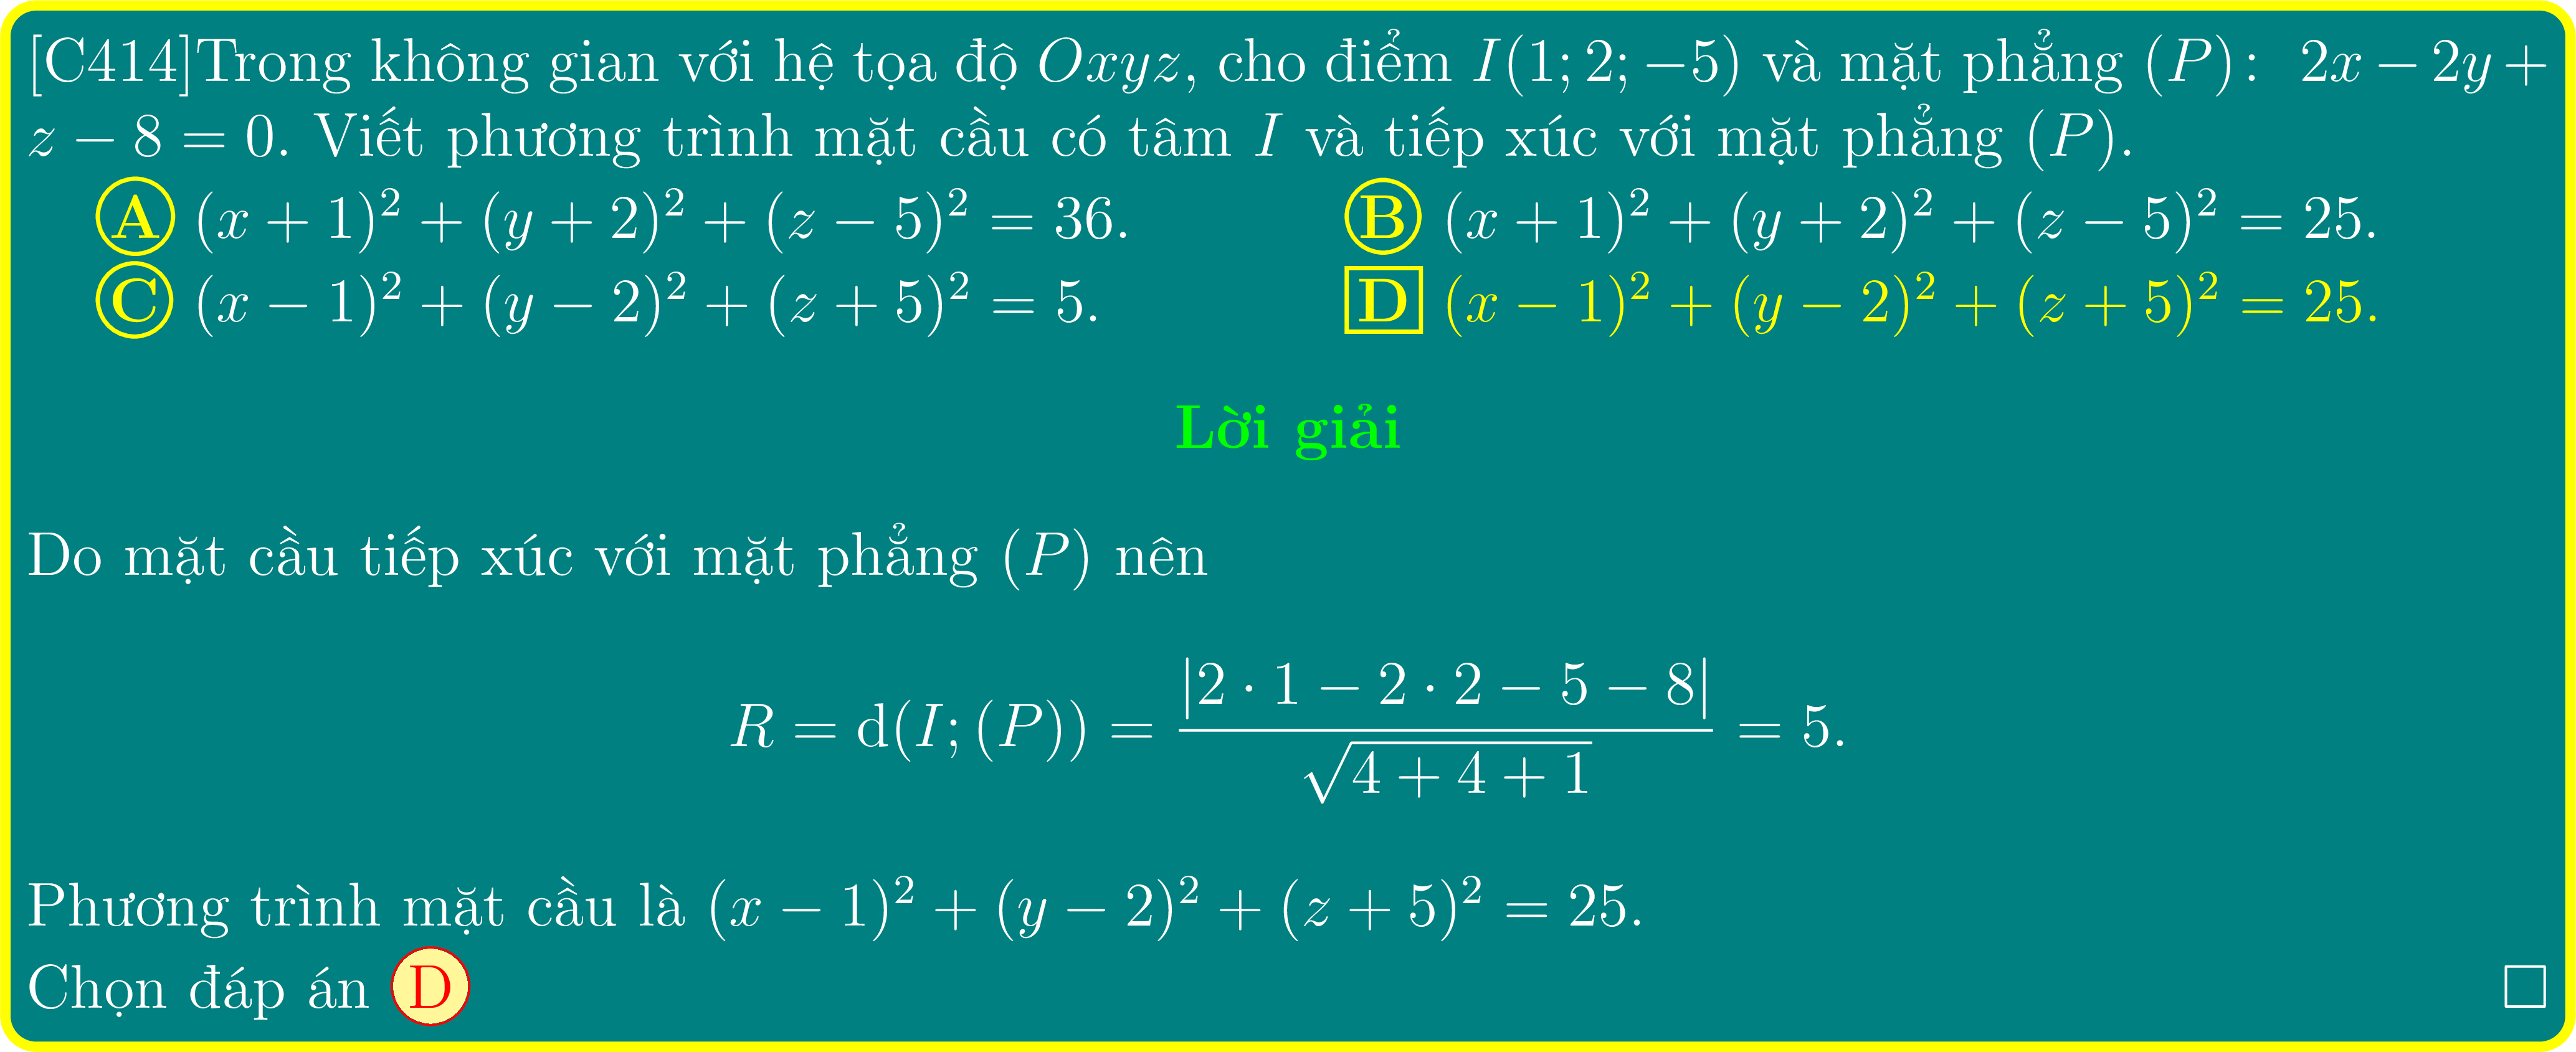 [C414]Trong không gian với hệ tọa độ Oxyz, cho điểm I(1; 2; −5) và mặt phẳng (P): 2x − 2y +
z − 8 = 0. Viết phương trình mặt cầu có tâm I và tiếp xúc với mặt phẳng (P).
A (x + 1)² + (y + 2)² + (z − 5)² = 36. B (x + 1)² + (y + 2)² + (z − 5)² = 25.
C (x − 1)² + (y − 2)² + (z + 5)² = 5. D (x − 1)² + (y − 2)² + (z + 5)² = 25.
Lời giải
Do mặt cầu tiếp xúc với mặt phẳng (P) nên
R = d(I; (P)) = |2 · 1 − 2 · 2 − 5 − 8| / √(4 + 4 + 1) = 5.
Phương trình mặt cầu là (x − 1)² + (y − 2)² + (z + 5)² = 25.
Chọn đáp án D □